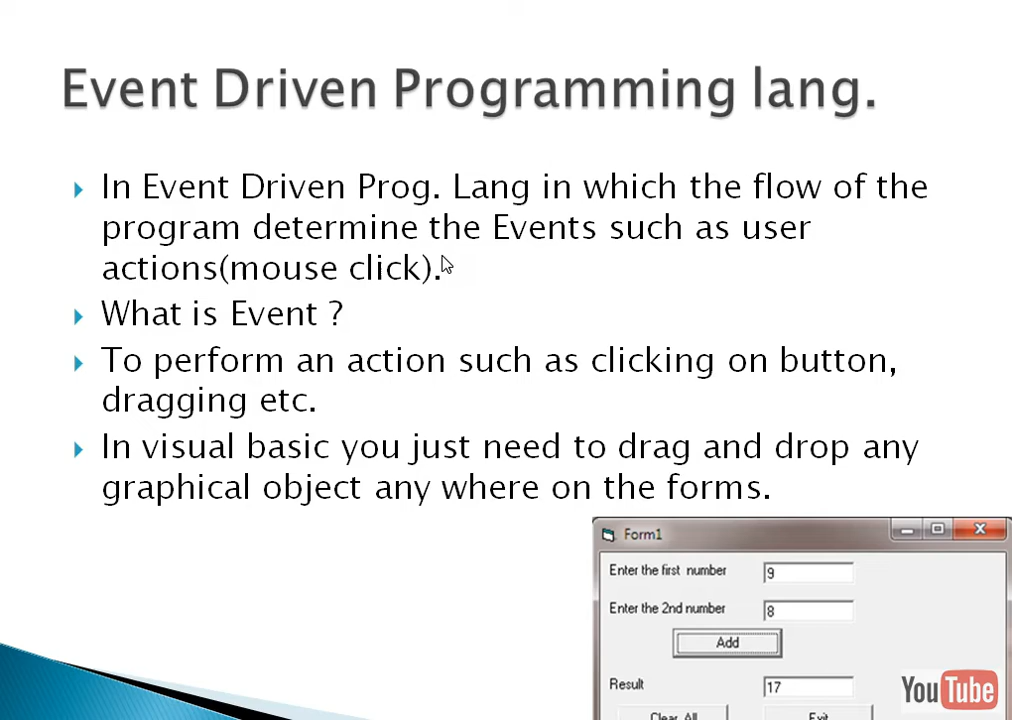 Event Driven Programming lang.
In Event Driven Prog. Lang in which the flow of the
program determine the Events such as user
actions(mouse click).
What is Event ?
To perform an action such as clicking on button,
dragging etc.
In visual basic you just need to drag and drop any
graphical object any where on the forms.
Form1
Enter the first number
9
Enter the 2nd number
8
Add
Result
17
Clear All
Exit
YouTube